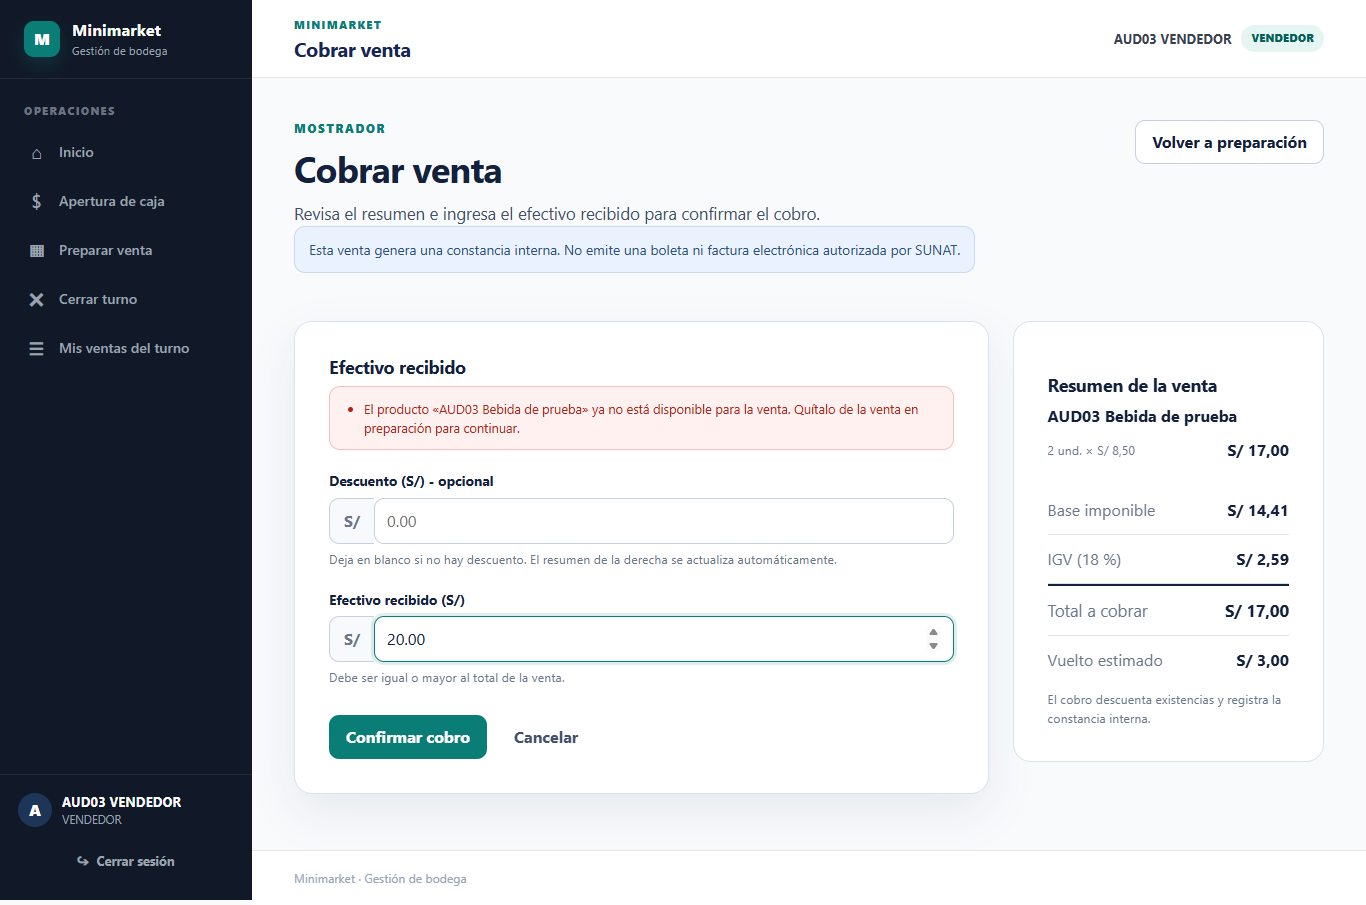 M
Minimarket
Gestión de bodega
OPERACIONES
Inicio
$ Apertura de caja
Preparar venta
Cerrar turno
Mis ventas del turno
A
AUD03 VENDEDOR
VENDEDOR
Cerrar sesión
MINIMARKET
Cobrar venta
AUD03 VENDEDOR VENDEDOR
MOSTRADOR
Cobrar venta
Volver a preparación
Revisa el resumen e ingresa el efectivo recibido para confirmar el cobro.
Esta venta genera una constancia interna. No emite una boleta ni factura electrónica autorizada por SUNAT.
Efectivo recibido
• El producto «AUD03 Bebida de prueba» ya no está disponible para la venta. Quítalo de la venta en
preparación para continuar.
Descuento (S/) - opcional
S/ 0.00
Deja en blanco si no hay descuento. El resumen de la derecha se actualiza automáticamente.
Efectivo recibido (S/)
S/ 20.00
Debe ser igual o mayor al total de la venta.
Confirmar cobro Cancelar
Resumen de la venta
AUD03 Bebida de prueba
2 und. × S/ 8,50 S/ 17,00
Base imponible S/ 14,41
IGV (18 %) S/ 2,59
Total a cobrar S/ 17,00
Vuelto estimado S/ 3,00
El cobro descuenta existencias y registra la
constancia interna.
Minimarket · Gestión de bodega